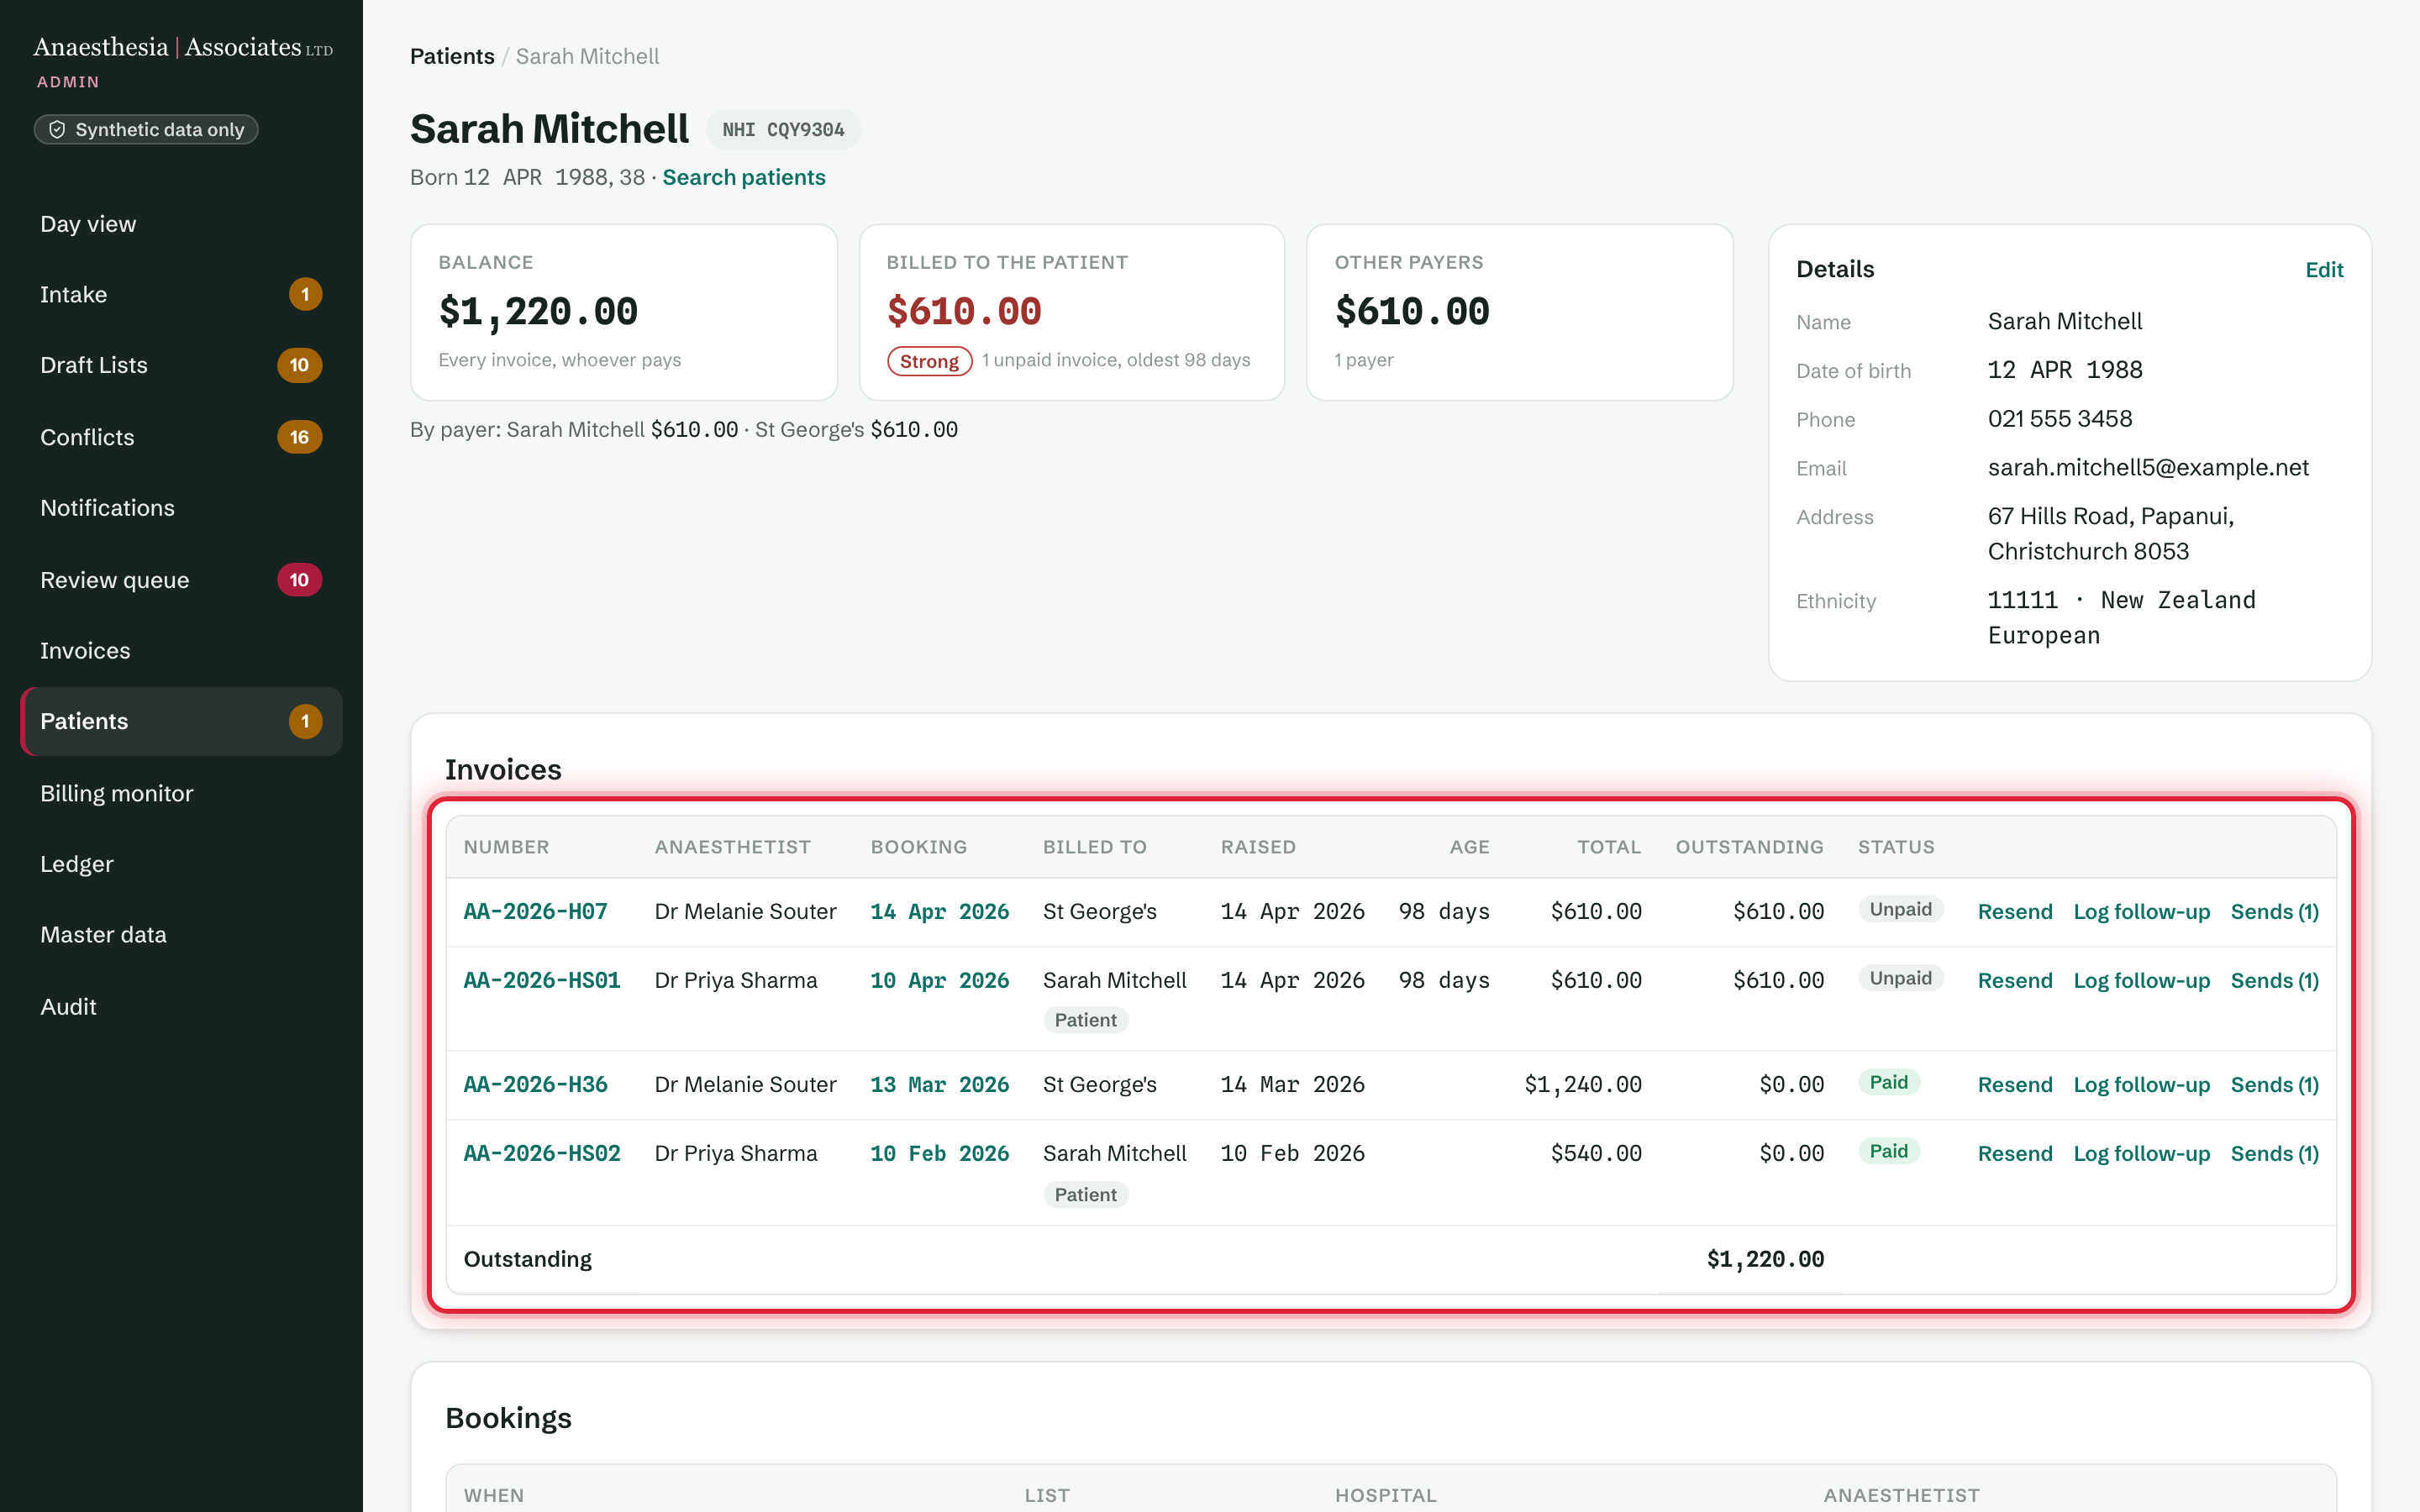 Anaesthesia | Associates LTD
ADMIN
Synthetic data only
Day view
Intake 1
Draft Lists 10
Conflicts 16
Notifications
Review queue 10
Invoices
Patients 1
Billing monitor
Ledger
Master data
Audit
Patients / Sarah Mitchell
Sarah Mitchell NHI CQY9304
Born 12 APR 1988, 38 · Search patients
BALANCE
$1,220.00
Every invoice, whoever pays
BILLED TO THE PATIENT
$610.00
Strong 1 unpaid invoice, oldest 98 days
OTHER PAYERS
$610.00
1 payer
By payer: Sarah Mitchell $610.00 · St George's $610.00
Details Edit
Name Sarah Mitchell
Date of birth 12 APR 1988
Phone 021 555 3458
Email sarah.mitchell5@example.net
Address 67 Hills Road, Papanui,
Christchurch 8053
Ethnicity 11111 · New Zealand
European
Invoices
NUMBER ANAESTHETIST BOOKING BILLED TO RAISED AGE TOTAL OUTSTANDING STATUS
AA-2026-H07 Dr Melanie Souter 14 Apr 2026 St George's 14 Apr 2026 98 days $610.00 $610.00 Unpaid Resend Log follow-up Sends (1)
AA-2026-HS01 Dr Priya Sharma 10 Apr 2026 Sarah Mitchell 14 Apr 2026 98 days $610.00 $610.00 Unpaid Resend Log follow-up Sends (1)
Patient
AA-2026-H36 Dr Melanie Souter 13 Mar 2026 St George's 14 Mar 2026 $1,240.00 $0.00 Paid Resend Log follow-up Sends (1)
AA-2026-HS02 Dr Priya Sharma 10 Feb 2026 Sarah Mitchell 10 Feb 2026 $540.00 $0.00 Paid Resend Log follow-up Sends (1)
Patient
Outstanding $1,220.00
Bookings
WHEN LIST HOSPITAL ANAESTHETIST